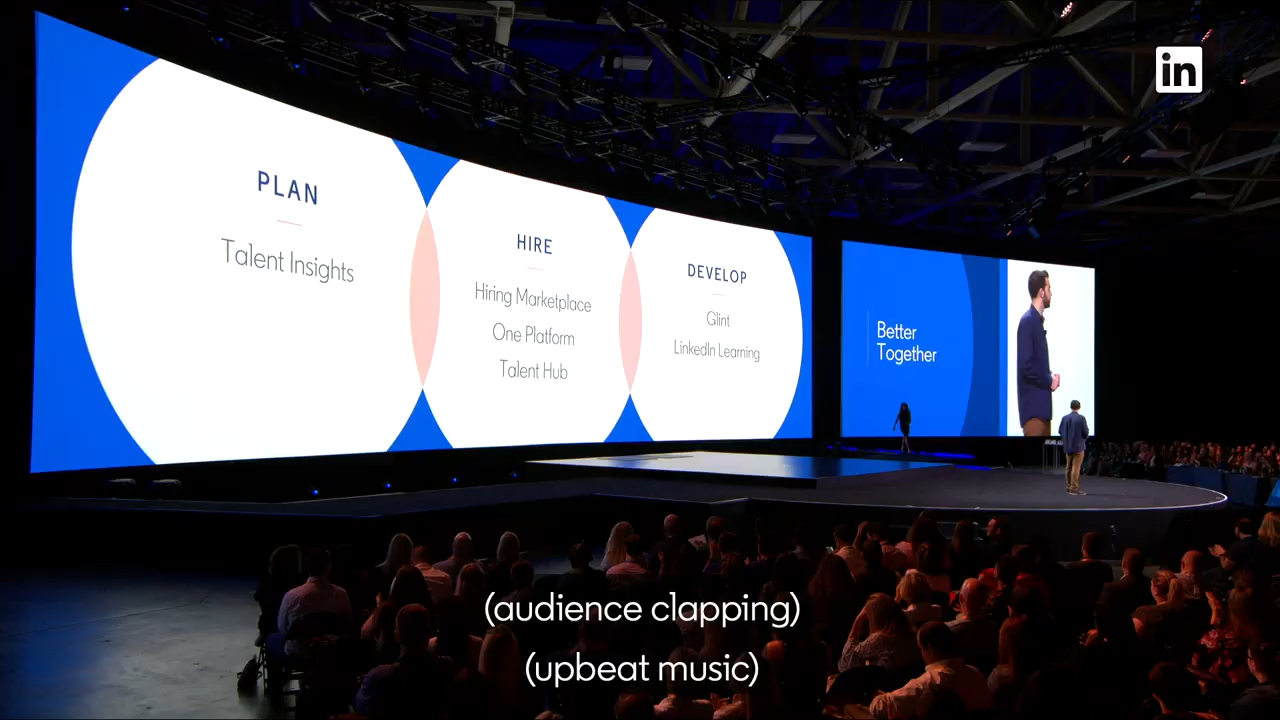 in
PLAN
Talent Insights
HIRE
Hiring Marketplace
One Platform
Talent Hub
DEVELOP
Glint
LinkedIn Learning
Better
Together
(audience clapping)
(upbeat music)